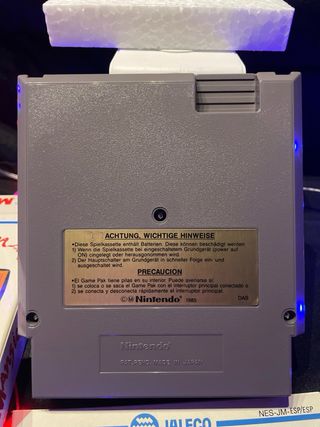 ACHTUNG, WICHTIGE HINWEISE
•Diese Spielkassette enthält Batterien. Diese können beschädigt werden
1) Wenn die Spielkassette bei eingeschaltetem Grundgerät (power auf
ON) eingelegt oder herausgenommen wird.
2) Der Hauptschalter am Grundgerät in schneller Folge ein- und
ausgeschaltet wird.
PRECAUCION
•El Game Pak tiene pilas en su interior. Puede averiarse si:
1) se coloca o se saca el Game Pak con el interruptor principal conectado o
2) se conecta y desconecta rápidamente el interruptor principal.
©M Nintendo 1985 DAS
Nintendo
PAT-PEND. MADE IN JAPAN
NES-JM-ESP/ESP
JALECO